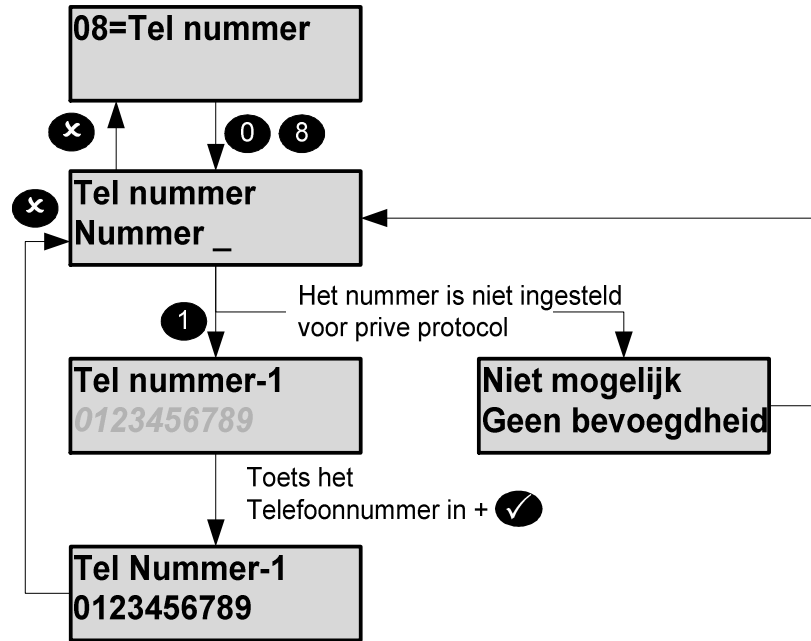 08=Tel nummer
0 8
Tel nummer
Nummer _
Het nummer is niet ingesteld
voor prive protocol
1
Tel nummer-1
0123456789
Niet mogelijk
Geen bevoegdheid
Toets het
Telefoonnummer in +
Tel Nummer-1
0123456789